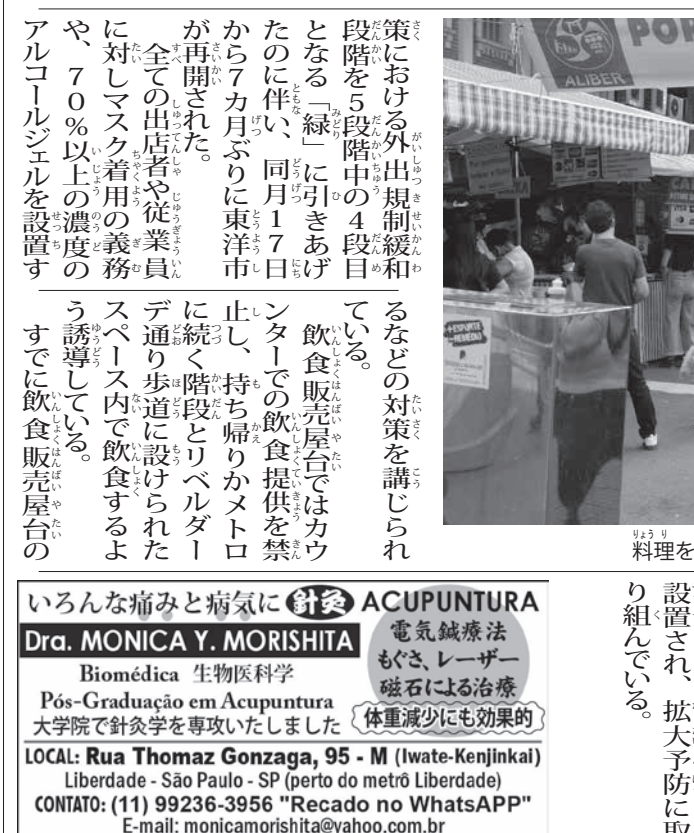 策における外出規制緩和
段階を5段階中の4段目
となる「緑」に引きあげ
たのに伴い、同月17日
から7カ月ぶりに東洋市
が再開された。
全ての出店者や従業員
に対しマスク着用の義務
や、70%以上の濃度の
アルコールジェルを設置す
るなどの対策を講じられ
ている。
飲食販売屋台ではカウ
ンターでの飲食提供を禁
止し、持ち帰りかメトロ
に続く階段とリベルダー
デ通り歩道に設けられた
スペース内で飲食するよ
う誘導している。
すでに飲食販売屋台の
ALIBER
料理を
設置され、拡大予防に取
り組んでいる。
いろんな痛みと病気に 針灸 ACUPUNTURA
Dra. MONICA Y. MORISHITA
Biomédica 生物医科学
Pós-Graduação em Acupuntura
大学院で針灸学を専攻いたしました
電気鍼療法
もぐさ、レーザー
磁石による治療
体重減少にも効果的
LOCAL: Rua Thomaz Gonzaga, 95 - M (Iwate-Kenjinkai)
Liberdade - São Paulo - SP (perto do metrô Liberdade)
CONTATO: (11) 99236-3956 "Recado no WhatsAPP"
E-mail: monicamorishita@yahoo.com.br